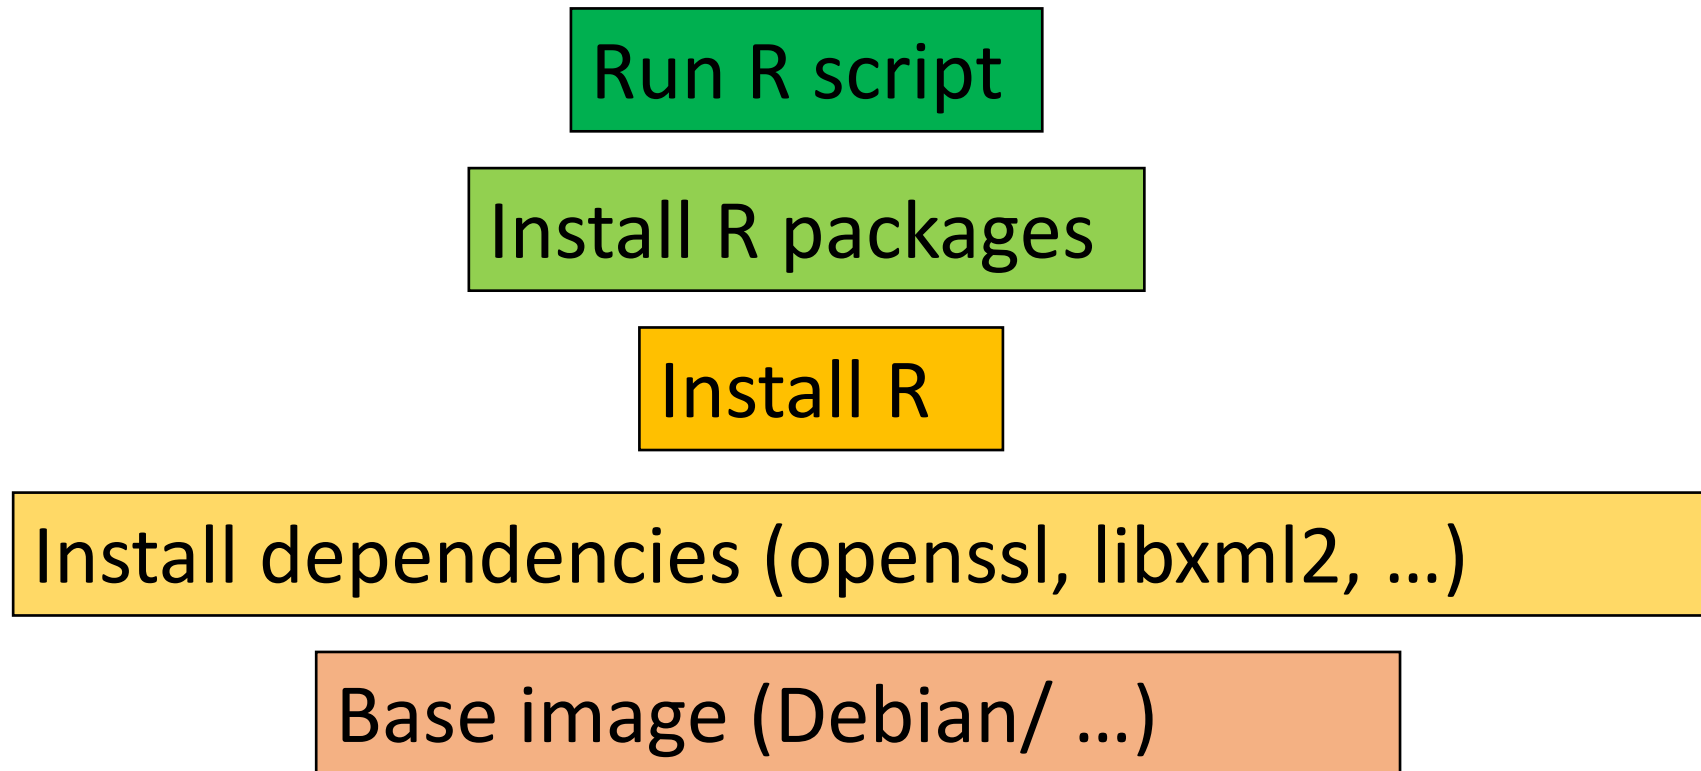 Run R script
Install R packages
Install R
Install dependencies (openssl, libxml2, …)
Base image (Debian/ …)